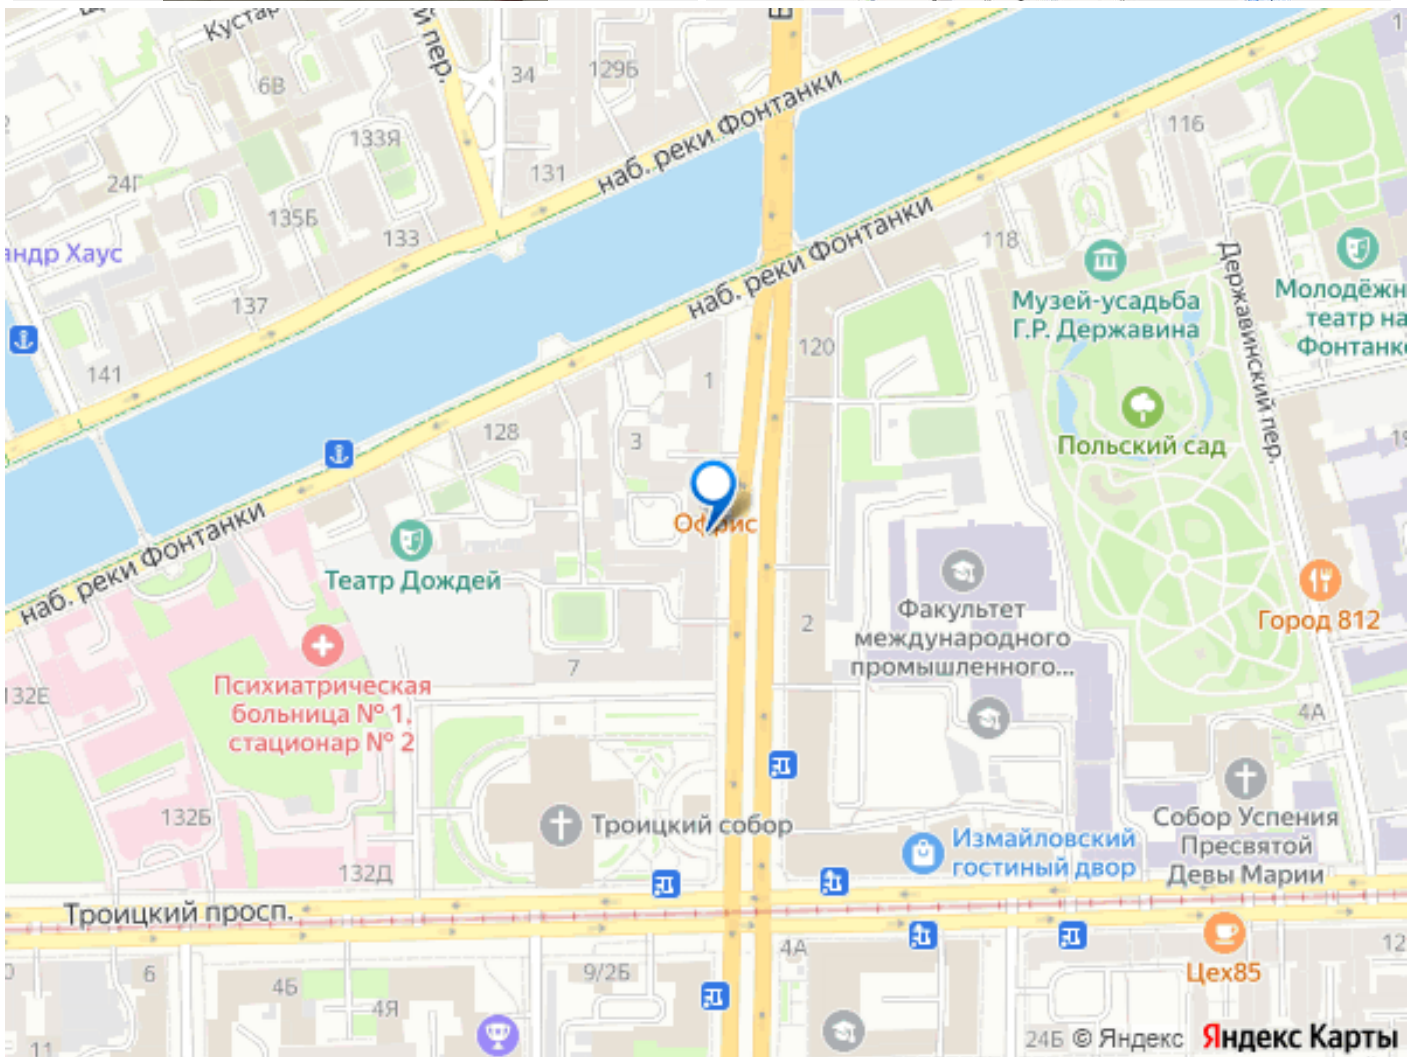 Кустар
6В
й пер.
34
129Б
133Я
24Г
135Б
133
131
наб. реки Фонтанки
116
андр Хаус
137
141
наб. реки Фонтанки
118
Музей-усадьба
Г.Р. Державина
Державинский пер.
Молодёжн
театр на
Фонтанк
120
1
3
128
Польский сад
19
Офис
наб. реки Фонтанки
Театр Дождей
Факультет
международного
промышленного...
2
Город 812
7
132Е
Психиатрическая
больница № 1,
стационар № 2
4А
132Б
Троицкий собор
Измайловский
гостиный двор
Собор Успения
Пресвятой
Девы Марии
132Д
Троицкий просп.
6
4Б
4Я
9/2Б
4А
Цех85
12
11
24Б
© Яндекс Яндекс Карты